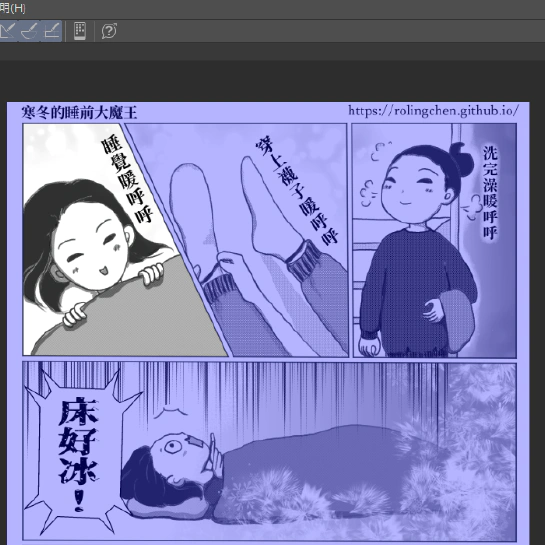 明(H)
寒冬的睡前大魔王
https://rolingchen.github.io/
洗完澡暖呼呼
穿上襪子暖呼呼
睡覺暖呼呼
床好冰！